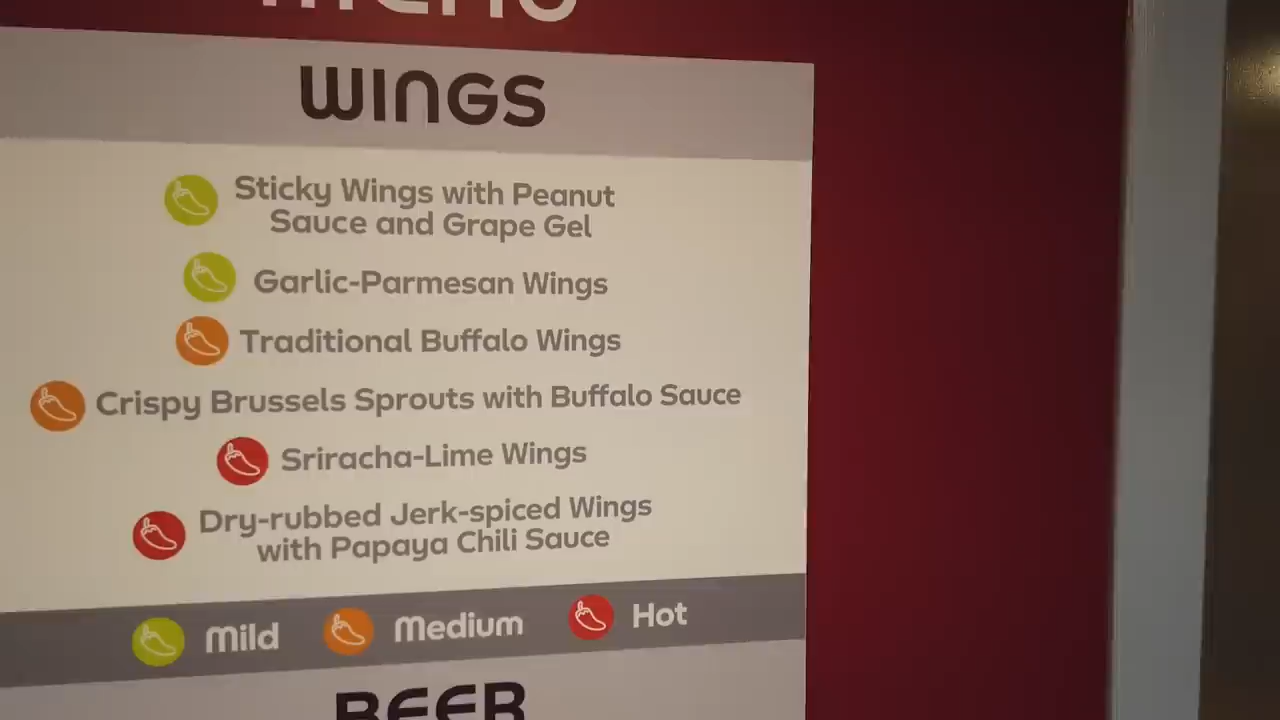 MENU
WINGS
Sticky Wings with Peanut
Sauce and Grape Gel
Garlic-Parmesan Wings
Traditional Buffalo Wings
Crispy Brussels Sprouts with Buffalo Sauce
Sriracha-Lime Wings
Dry-rubbed Jerk-spiced Wings
with Papaya Chili Sauce
Mild Medium Hot
BEER